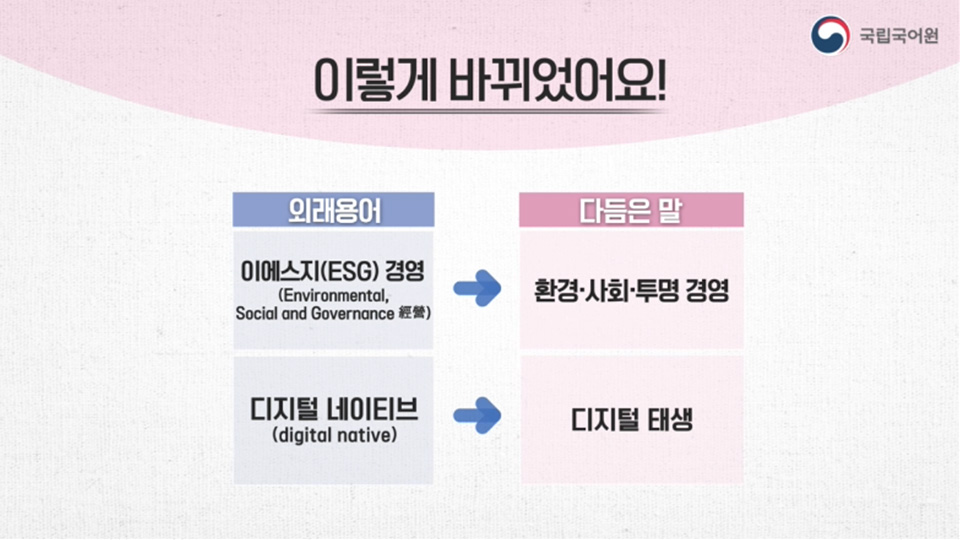 국립국어원
이렇게 바뀌었어요!
외래용어
다듬은 말
이에스지(ESG) 경영
(Environmental,
Social and Governance 經營)
환경·사회·투명 경영
디지털 네이티브
(digital native)
디지털 태생